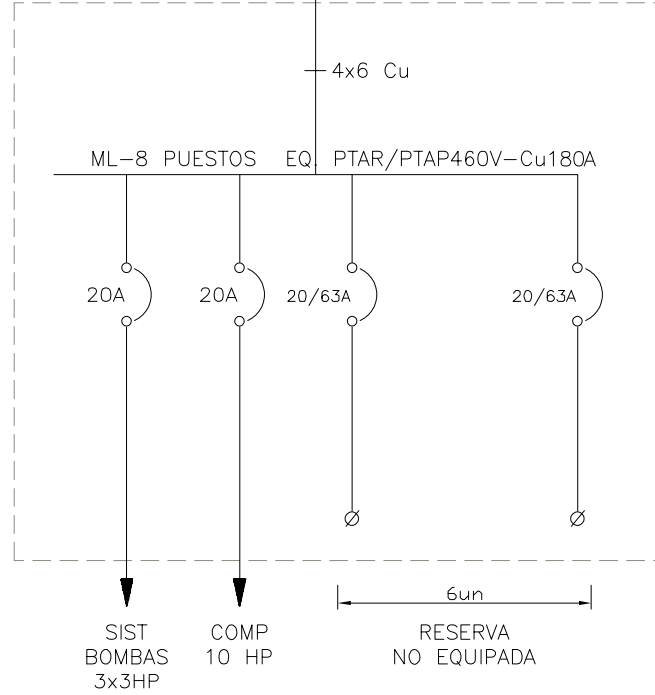 4x6 Cu
ML-8 PUESTOS EQ. PTAR/PTAP460V-Cu180A
20A 20A 20/63A 20/63A
6un
SIST
BOMBAS
3x3HP
COMP
10 HP
RESERVA
NO EQUIPADA